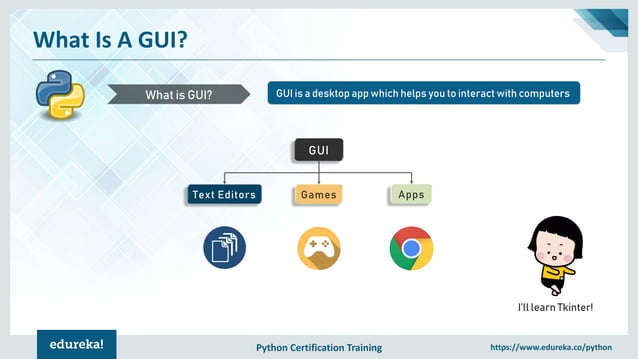 What Is A GUI?
What is GUI?
GUI is a desktop app which helps you to interact with computers
GUI
Text Editors
Games
Apps
I'll learn Tkinter!
edureka!
Python Certification Training
https://www.edureka.co/python